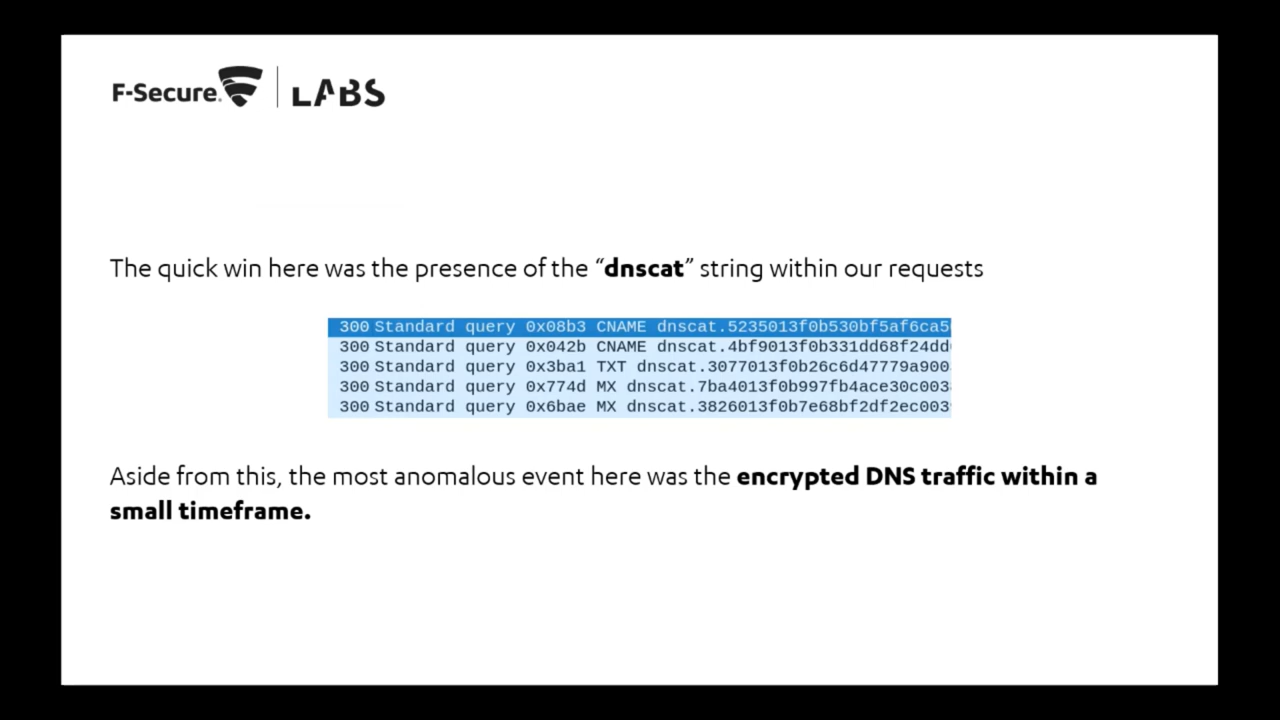 F-Secure. LABS
The quick win here was the presence of the “dnscat” string within our requests
300 Standard query 0x08b3 CNAME dnscat.5235013f0b530bf5af6ca5
300 Standard query 0x042b CNAME dnscat.4bf9013f0b331dd68f24dd
300 Standard query 0x3ba1 TXT dnscat.3077013f0b26c6d47779a900
300 Standard query 0x774d MX dnscat.7ba4013f0b997fb4ace30c003
300 Standard query 0x6bae MX dnscat.3826013f0b7e68bf2df2ec003
Aside from this, the most anomalous event here was the encrypted DNS traffic within a
small timeframe.